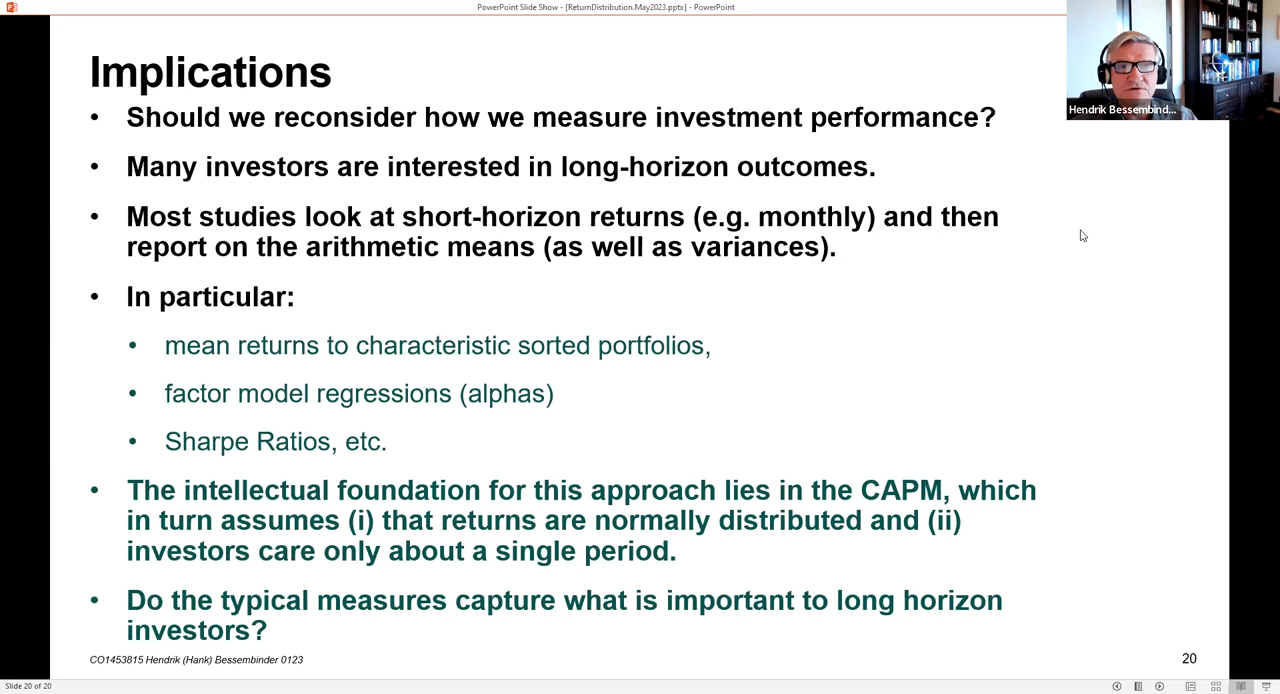 PowerPoint Slide Show - [ReturnDistribution.May2023.pptx] - PowerPoint
Implications
Hendrik Bessembind...
• Should we reconsider how we measure investment performance?
• Many investors are interested in long-horizon outcomes.
• Most studies look at short-horizon returns (e.g. monthly) and then
report on the arithmetic means (as well as variances).
• In particular:
• mean returns to characteristic sorted portfolios,
• factor model regressions (alphas)
• Sharpe Ratios, etc.
• The intellectual foundation for this approach lies in the CAPM, which
in turn assumes (i) that returns are normally distributed and (ii)
investors care only about a single period.
• Do the typical measures capture what is important to long horizon
investors?
CO1453815 Hendrik (Hank) Bessembinder 0123
20
Slide 20 of 20